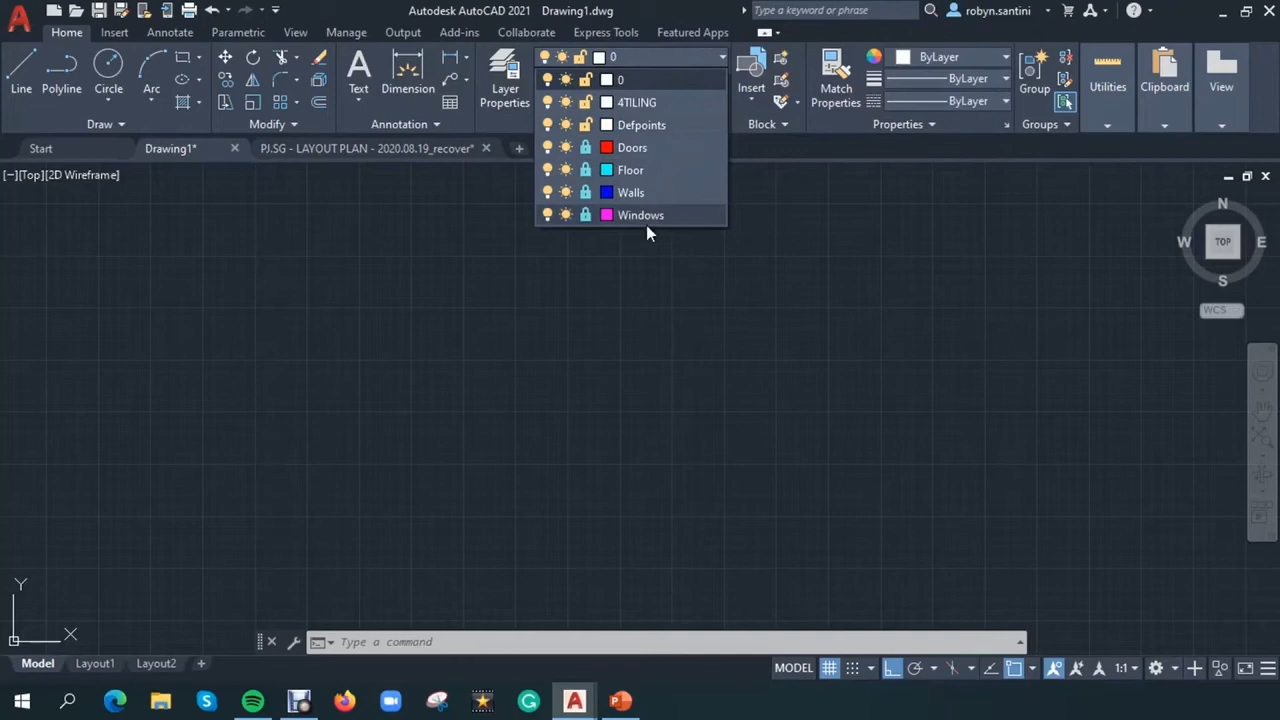 Autodesk AutoCAD 2021 Drawing1.dwg
Type a keyword or phrase
robyn.santini
Home Insert Annotate Parametric View Manage Output Add-ins Collaborate Express Tools Featured Apps
0
ByLayer
Line Polyline Circle Arc Text Dimension Layer Properties Insert Match Properties Group Utilities Clipboard View
0
ByLayer
4TILING
ByLayer
Draw Modify Annotation Block Properties Groups
Defpoints
Start Drawing1* PJ.SG - LAYOUT PLAN - 2020.08.19_recover*
Doors
[−][Top][2D Wireframe]
Floor
Walls
Windows
N
W TOP E
S
WCS
Y
X
Type a command
Model Layout1 Layout2
MODEL 1:1